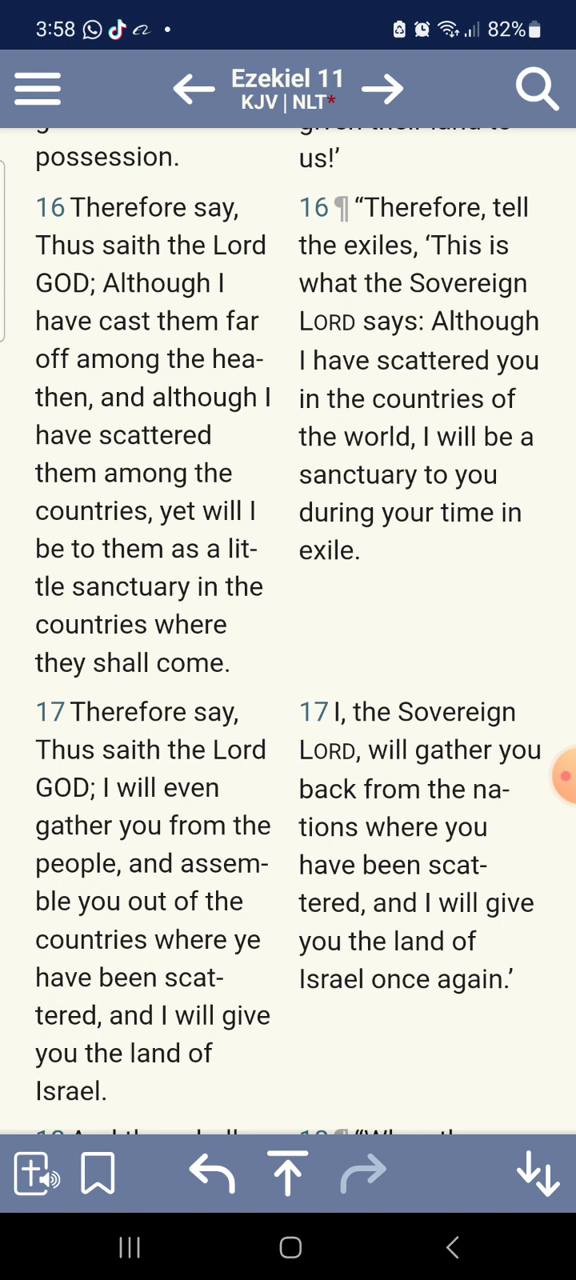 3:58
82%
Ezekiel 11
KJV | NLT*
possession.
16 Therefore say,
Thus saith the Lord
GOD; Although I
have cast them far
off among the hea-
then, and although I
have scattered
them among the
countries, yet will I
be to them as a lit-
tle sanctuary in the
countries where
they shall come.
17 Therefore say,
Thus saith the Lord
GOD; I will even
gather you from the
people, and assem-
ble you out of the
countries where ye
have been scat-
tered, and I will give
you the land of
Israel.
us!’
16 ¶ “Therefore, tell
the exiles, ‘This is
what the Sovereign
LORD says: Although
I have scattered you
in the countries of
the world, I will be a
sanctuary to you
during your time in
exile.
17 I, the Sovereign
LORD, will gather you
back from the na-
tions where you
have been scat-
tered, and I will give
you the land of
Israel once again.’